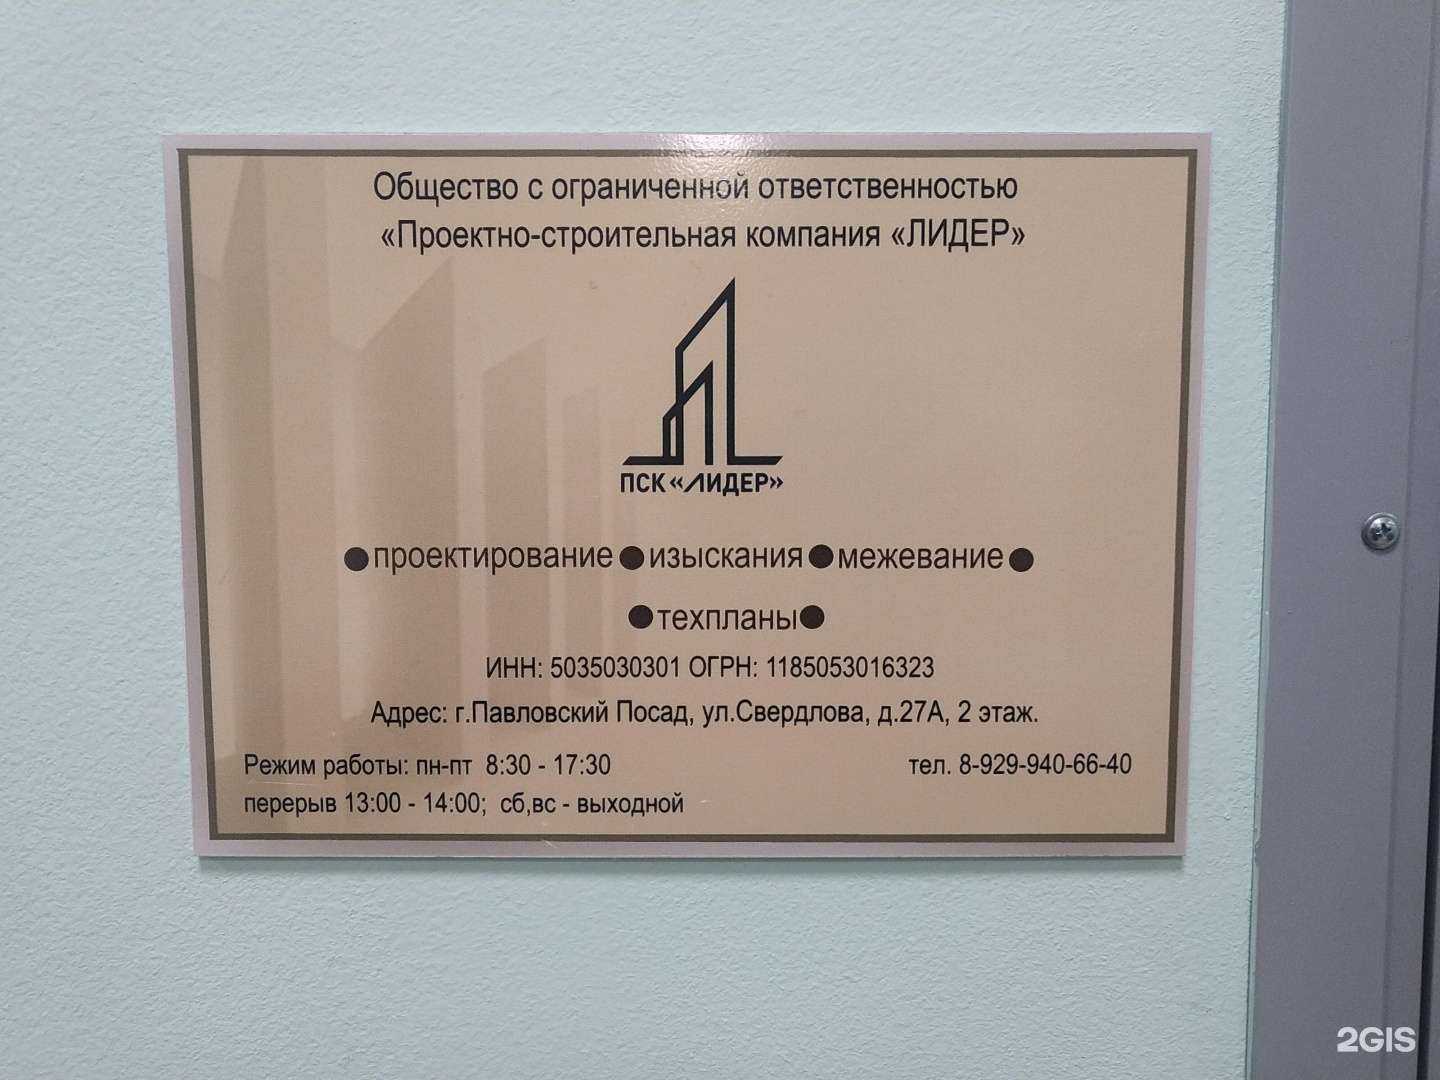 Общество с ограниченной ответственностью
«Проектно-строительная компания «ЛИДЕР»
ПСК «ЛИДЕР»
●проектирование●изыскания●межевание●
●техпланы●
ИНН: 5035030301 ОГРН: 1185053016323
Адрес: г.Павловский Посад, ул.Свердлова, д.27А, 2 этаж.
Режим работы: пн-пт 8:30 - 17:30 тел. 8-929-940-66-40
перерыв 13:00 - 14:00; сб,вс - выходной
2GIS